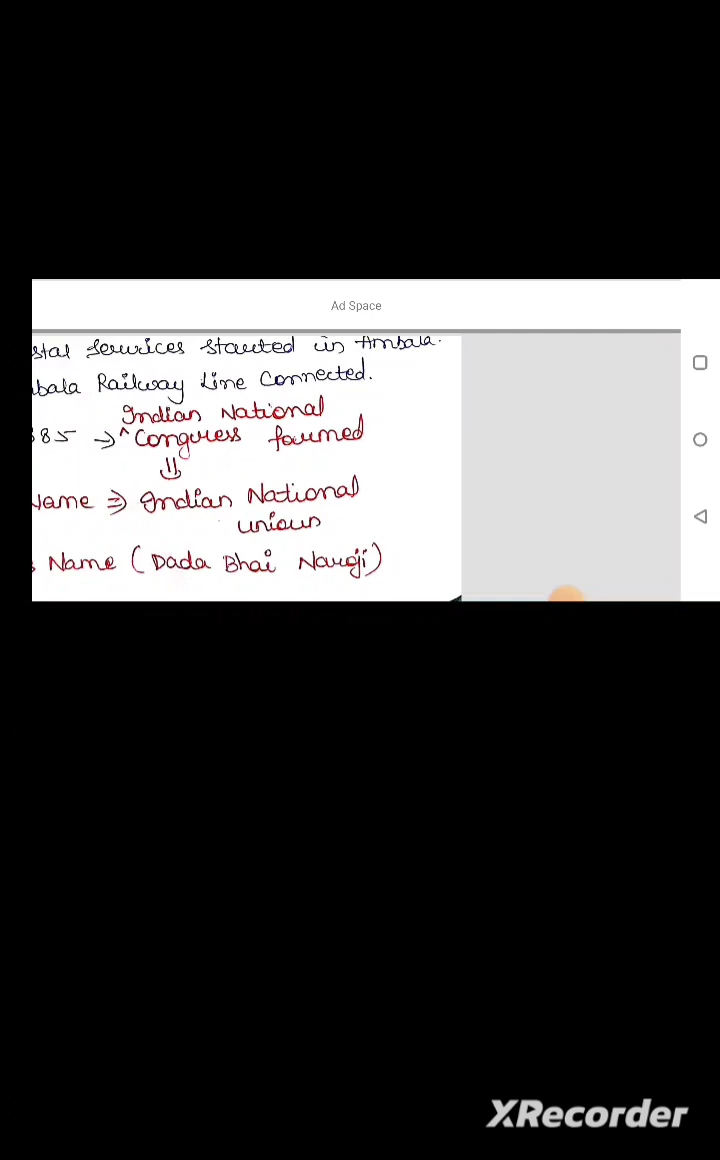 Ad Space
stal services started in Ambala.
bala Railway Line Connected.
Indian National
885 → ^ Congress formed
⇓
Name ⇒ Indian National
union
s Name (Dada Bhai Naroji)
XRecorder